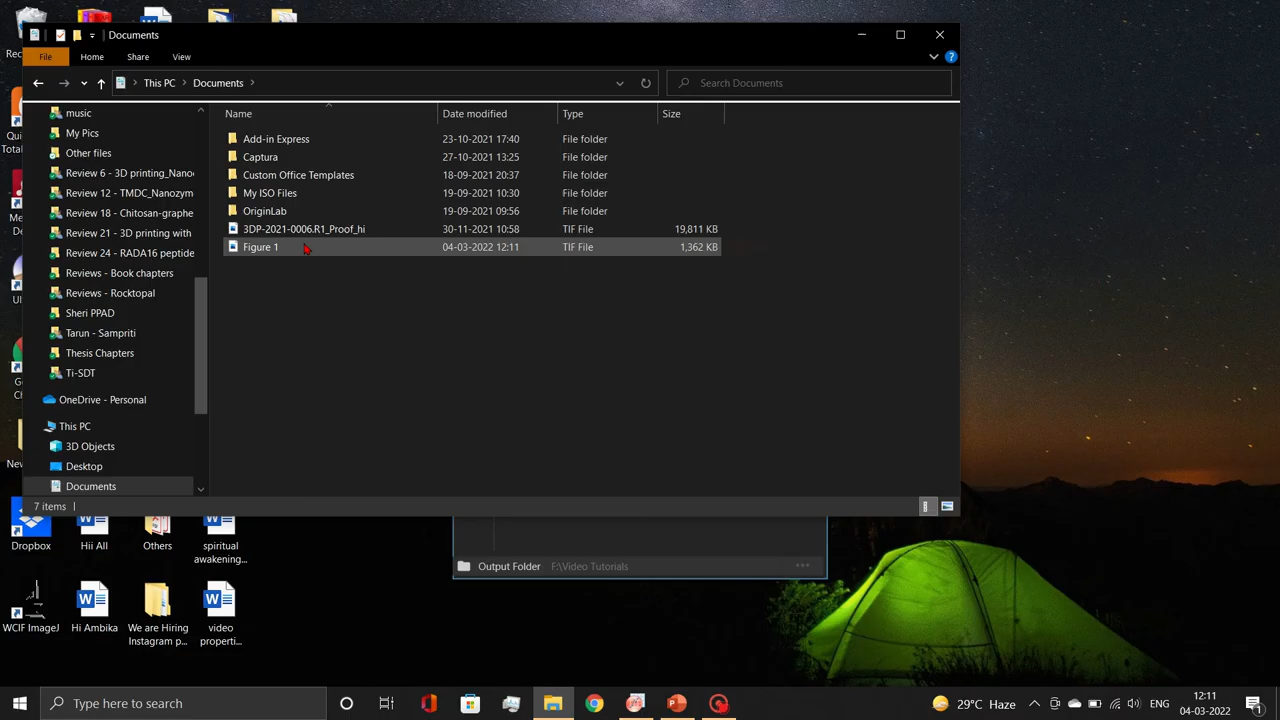 Documents
File
Home
Share
View
This PC
Documents
Search Documents
Name
Date modified
Type
Size
music
My Pics
Other files
Review 6 - 3D printing_Nano
Review 12 - TMDC_Nanozym
Review 18 - Chitosan-graphe
Review 21 - 3D printing with
Review 24 - RADA16 peptide
Reviews - Book chapters
Reviews - Rocktopal
Sheri PPAD
Tarun - Sampriti
Thesis Chapters
Ti-SDT
OneDrive - Personal
This PC
3D Objects
Desktop
Documents
Add-in Express 23-10-2021 17:40 File folder
Captura 27-10-2021 13:25 File folder
Custom Office Templates 18-09-2021 20:37 File folder
My ISO Files 19-09-2021 10:30 File folder
OriginLab 19-09-2021 09:56 File folder
3DP-2021-0006.R1_Proof_hi 30-11-2021 10:58 TIF File 19,811 KB
Figure 1 04-03-2022 12:11 TIF File 1,362 KB
7 items
Output Folder F:\Video Tutorials
Dropbox
Hii All
Others
spiritual
awakening...
WCIF ImageJ
Hi Ambika
We are Hiring
Instagram p...
video
properti...
Type here to search
29°C Haze
ENG
12:11
04-03-2022